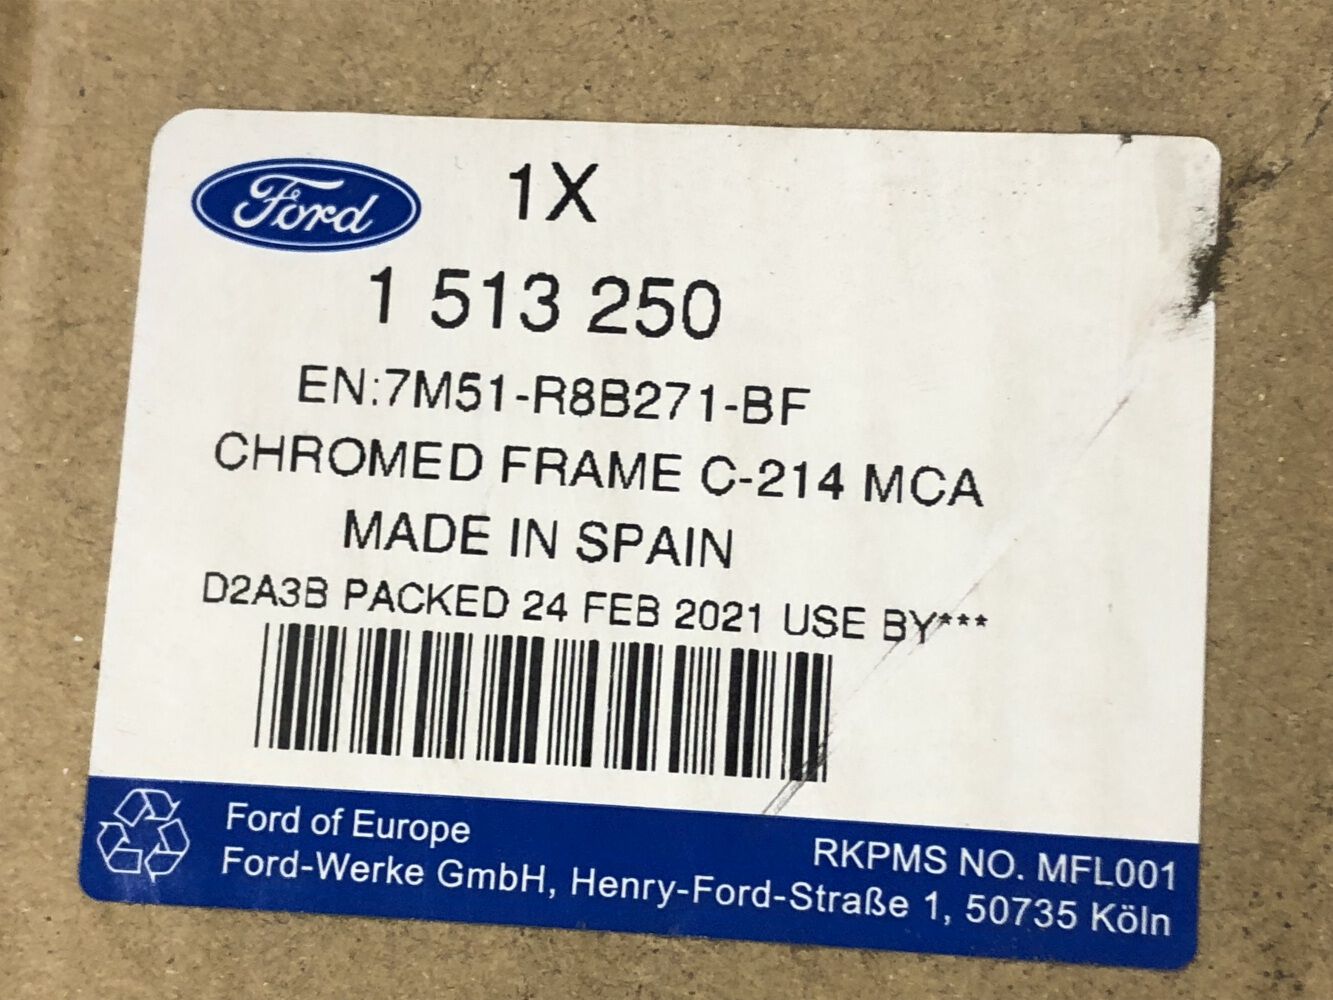 Ford
1X
1 513 250
EN:7M51-R8B271-BF
CHROMED FRAME C-214 MCA
MADE IN SPAIN
D2A3B PACKED 24 FEB 2021 USE BY***
Ford of Europe
RKPMS NO. MFL001
Ford-Werke GmbH, Henry-Ford-Straße 1, 50735 Köln